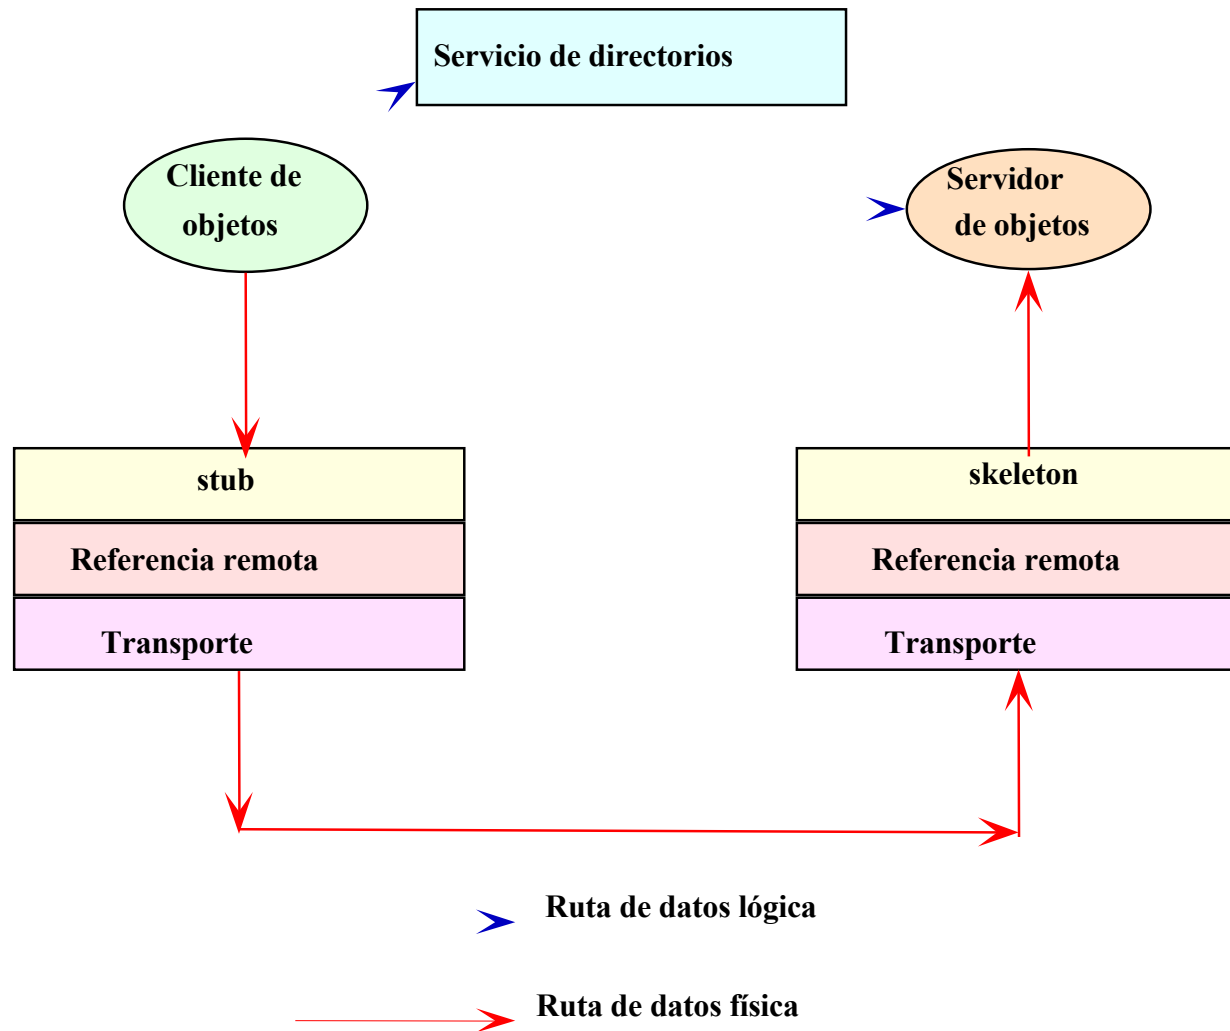 Servicio de directorios
Cliente de
objetos
Servidor
de objetos
stub
skeleton
Referencia remota
Referencia remota
Transporte
Transporte
Ruta de datos lógica
Ruta de datos física